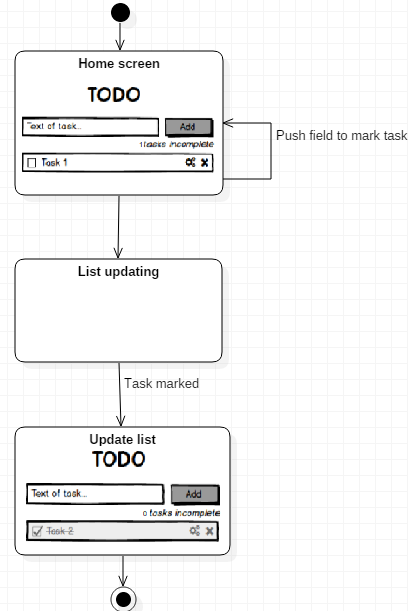 Home screen
TODO
Text of task...
Add
1 tasks incomplete
Task 1
Push field to mark task
List updating
Task marked
Update list
TODO
Text of task...
Add
0 tasks incomplete
Task 2